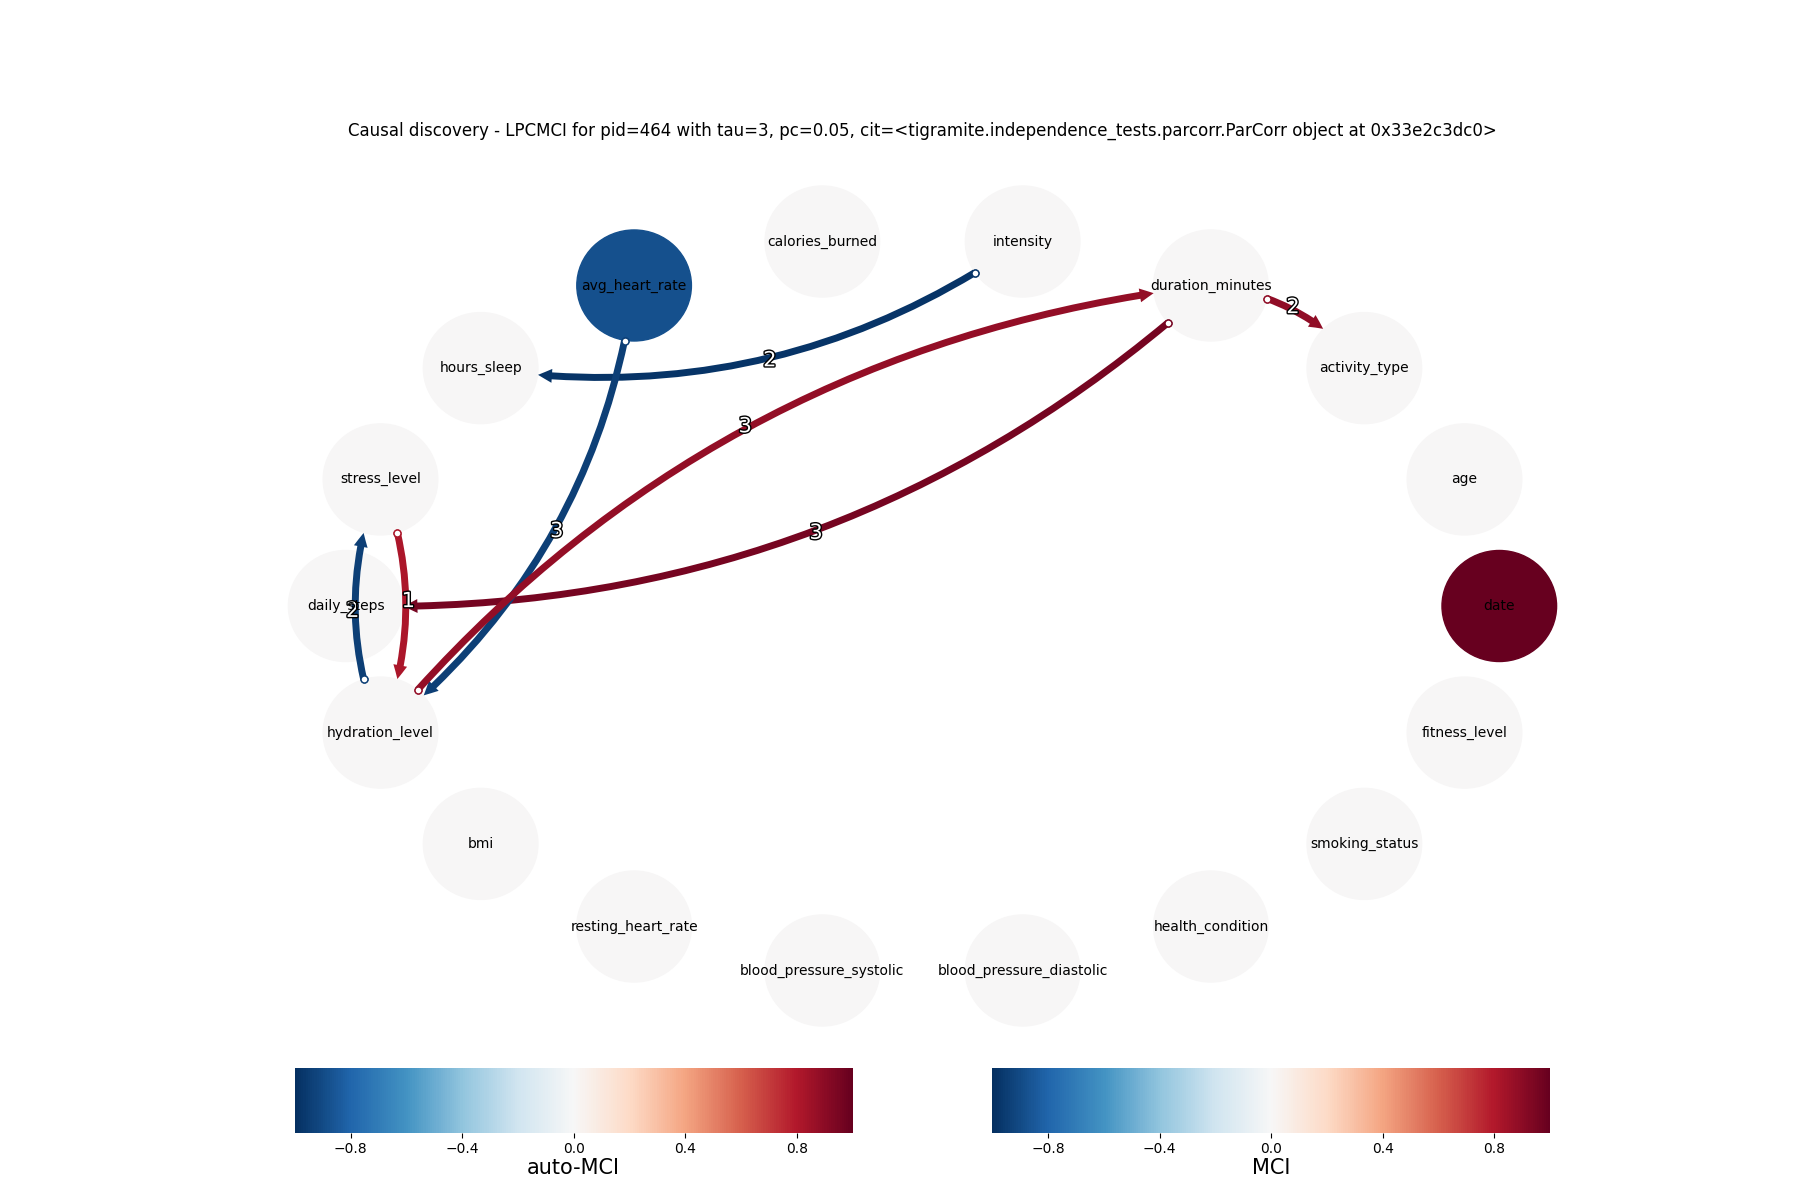 Causal discovery - LPCMCI for pid=464 with tau=3, pc=0.05, cit=<tigramite.independence_tests.parcorr.ParCorr object at 0x33e2c3dc0>
calories_burned
intensity
avg_heart_rate
duration_minutes
2
hours_sleep
2
activity_type
3
stress_level
age
3
3
daily_steps
2
1
date
hydration_level
fitness_level
bmi
smoking_status
resting_heart_rate
health_condition
blood_pressure_systolic
blood_pressure_diastolic
−0.8 −0.4 0.0 0.4 0.8
auto-MCI
−0.8 −0.4 0.0 0.4 0.8
MCI